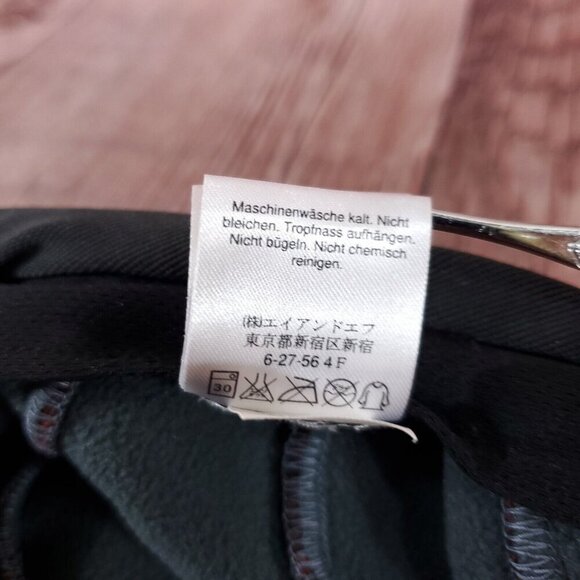 Maschinenwäsche kalt. Nicht
bleichen. Tropfnass aufhängen.
Nicht bügeln. Nicht chemisch
reinigen.
(株)エイアンドエフ
東京都新宿区新宿
6-27-56 4F
30